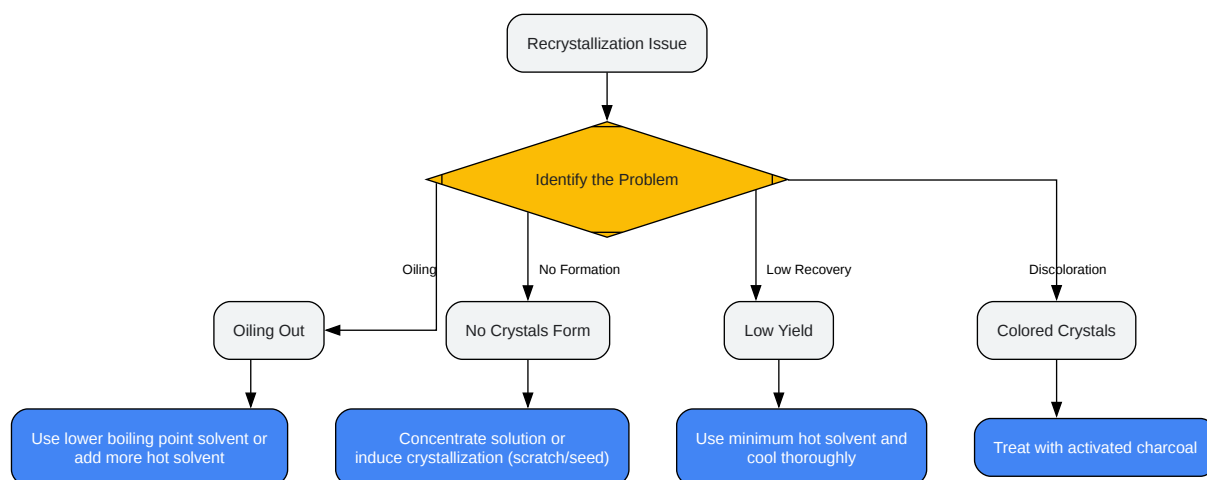 Recrystallization Issue
Identify the Problem
Oiling
No Formation
Low Recovery
Discoloration
Oiling Out
No Crystals Form
Low Yield
Colored Crystals
Use lower boiling point solvent or
add more hot solvent
Concentrate solution or
induce crystallization (scratch/seed)
Use minimum hot solvent and
cool thoroughly
Treat with activated charcoal